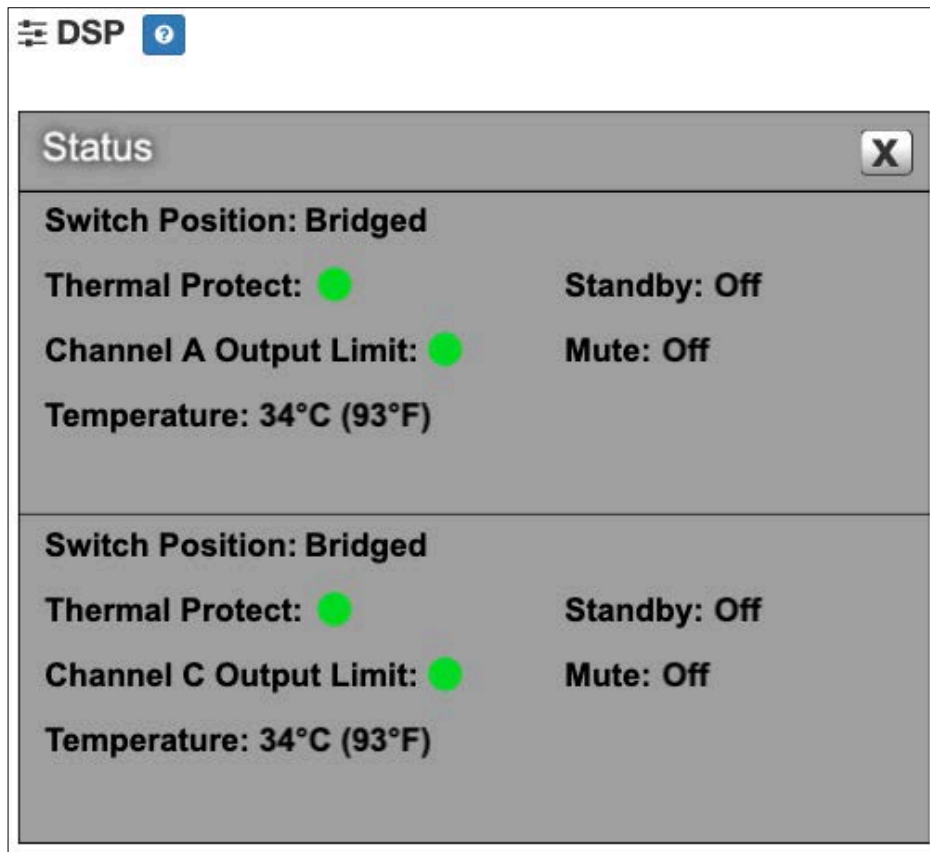 DSP ?
Status X
Switch Position: Bridged
Thermal Protect: Standby: Off
Channel A Output Limit: Mute: Off
Temperature: 34°C (93°F)
Switch Position: Bridged
Thermal Protect: Standby: Off
Channel C Output Limit: Mute: Off
Temperature: 34°C (93°F)